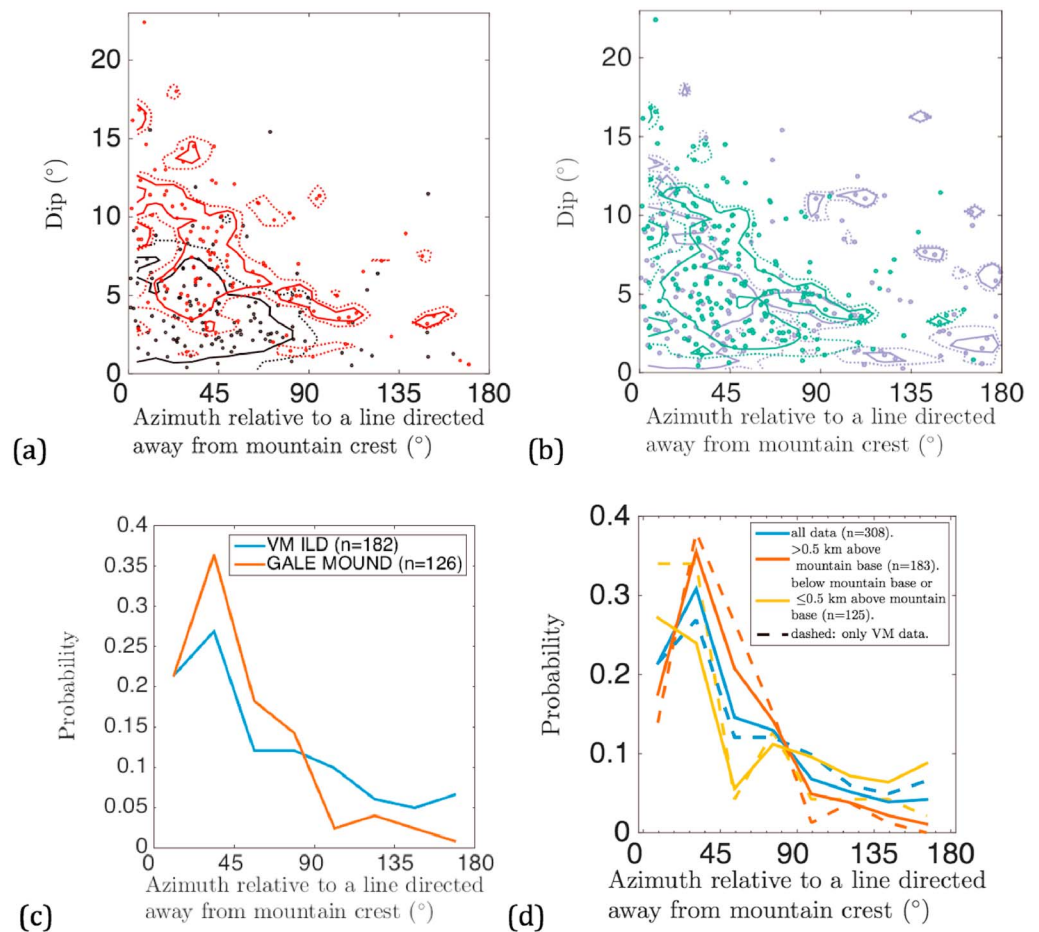 20
15
10
5
0
Dip (°)
0 45 90 135 180
Azimuth relative to a line directed
away from mountain crest (°)
(a)
20
15
10
5
0
Dip (°)
0 45 90 135 180
Azimuth relative to a line directed
away from mountain crest (°)
(b)
0.4
0.35
0.3
0.25
0.2
0.15
0.1
0.05
0
Probability
VM ILD (n=182)
GALE MOUND (n=126)
0 45 90 135 180
Azimuth relative to a line directed
away from mountain crest (°)
(c)
0.4
0.3
0.2
0.1
0
Probability
all data (n=308).
>0.5 km above
mountain base (n=183).
below mountain base or
≤0.5 km above mountain
base (n=125).
dashed: only VM data.
0 45 90 135 180
Azimuth relative to a line directed
away from mountain crest (°)
(d)